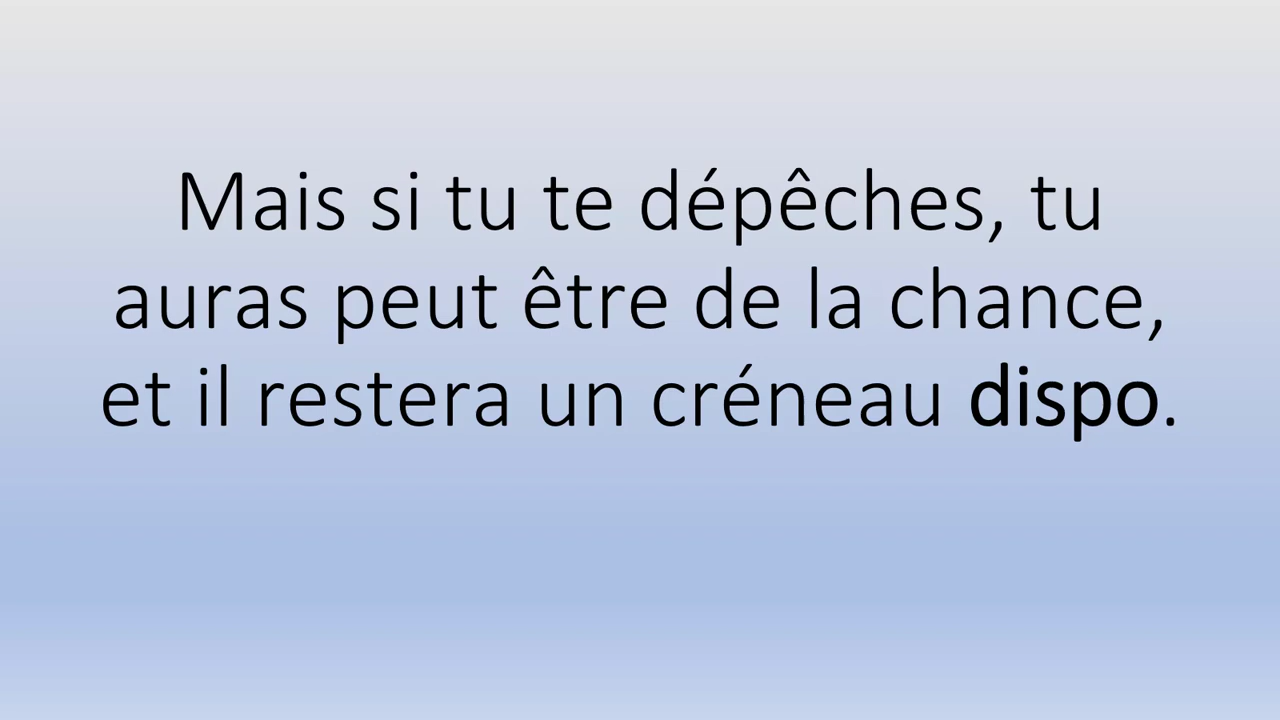 Mais si tu te dépêches, tu
auras peut être de la chance,
et il restera un créneau dispo.